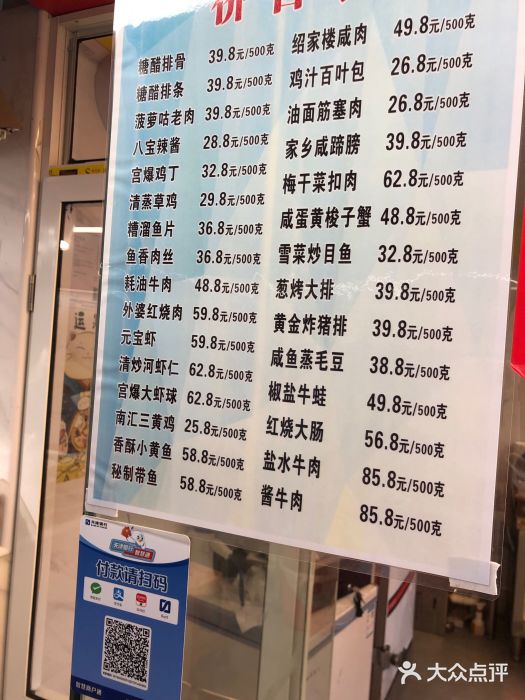 糖醋排骨 39.8元/500克
糖醋排条 39.8元/500克
菠萝咕老肉 39.8元/500克
八宝辣酱 28.8元/500克
宫爆鸡丁 32.8元/500克
清蒸草鸡 29.8元/500克
糟溜鱼片 36.8元/500克
鱼香肉丝 36.8元/500克
耗油牛肉 48.8元/500克
外婆红烧肉 59.8元/500克
元宝虾 59.8元/500克
清炒河虾仁 62.8元/500克
宫爆大虾球 62.8元/500克
南汇三黄鸡 25.8元/500克
香酥小黄鱼 58.8元/500克
秘制带鱼 58.8元/500克
绍家楼咸肉 49.8元/500克
鸡汁百叶包 26.8元/500克
油面筋塞肉 26.8元/500克
家乡咸蹄膀 39.8元/500克
梅干菜扣肉 62.8元/500克
咸蛋黄梭子蟹 48.8元/500克
雪菜炒目鱼 32.8元/500克
葱烤大排 39.8元/500克
黄金炸猪排 39.8元/500克
咸鱼蒸毛豆 38.8元/500克
椒盐牛蛙 49.8元/500克
红烧大肠 56.8元/500克
盐水牛肉 85.8元/500克
酱牛肉 85.8元/500克
天津银行
智慧通
付款请扫码
智慧商户通
大众点评